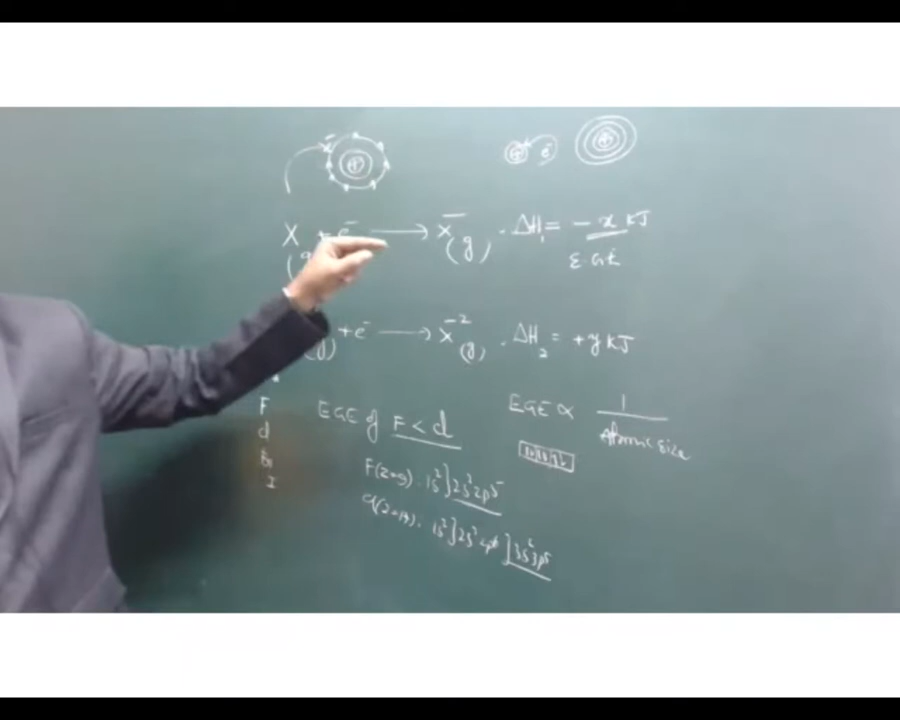 X + e⁻ ⟶ X⁻(g) . ΔH₁ = − x kJ
(g
EGE
(g) + e⁻ ⟶ X⁻²(g) . ΔH₂ = + y kJ
F
cl
Br
I
EGE of F < cl
EGE ∝ 1 / Atomic size
F(Z=9) . 1s²] 2s² 2p⁵
Cl(Z=17) . 1s²] 2s² 2p⁶] 3s² 3p⁵